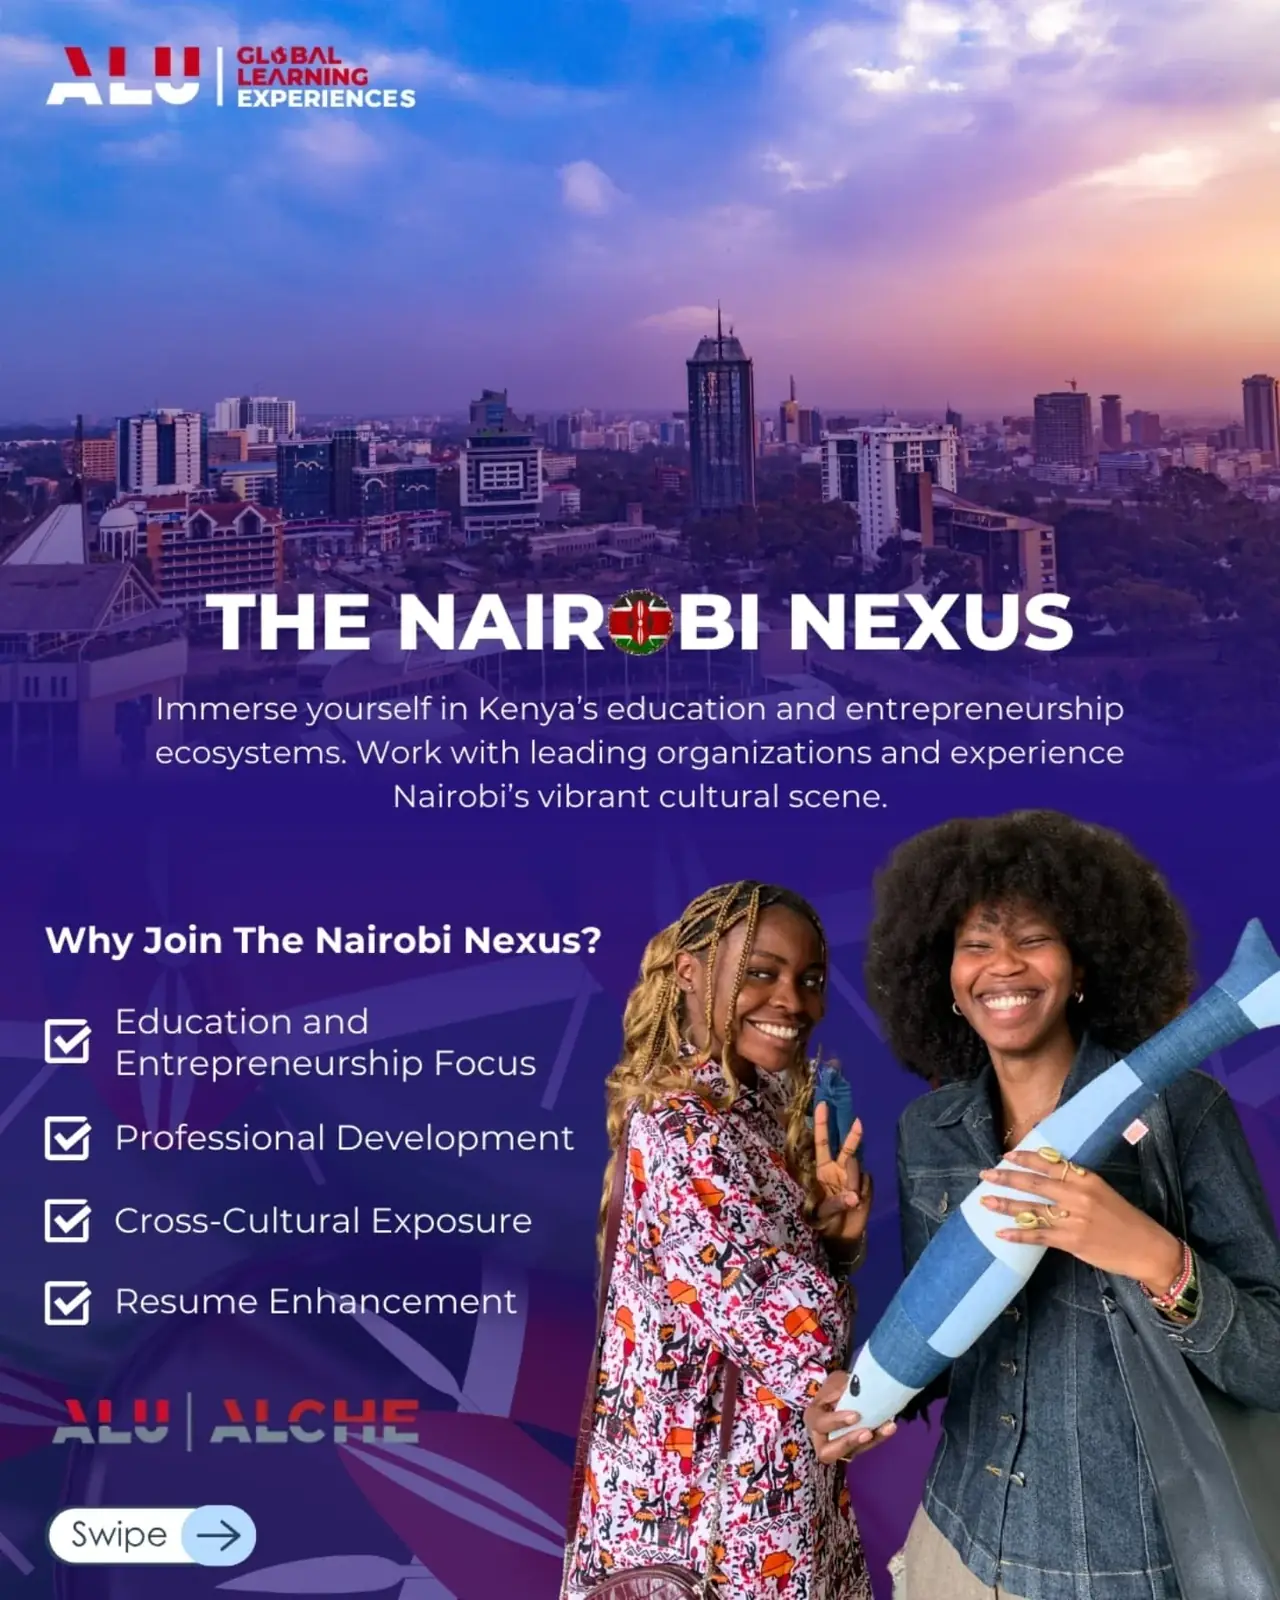 ALU
GLOBAL
LEARNING
EXPERIENCES
THE NAIROBI NEXUS
Immerse yourself in Kenya’s education and entrepreneurship
ecosystems. Work with leading organizations and experience
Nairobi’s vibrant cultural scene.
Why Join The Nairobi Nexus?
Education and
Entrepreneurship Focus
Professional Development
Cross-Cultural Exposure
Resume Enhancement
ALU | ALCHE
Swipe